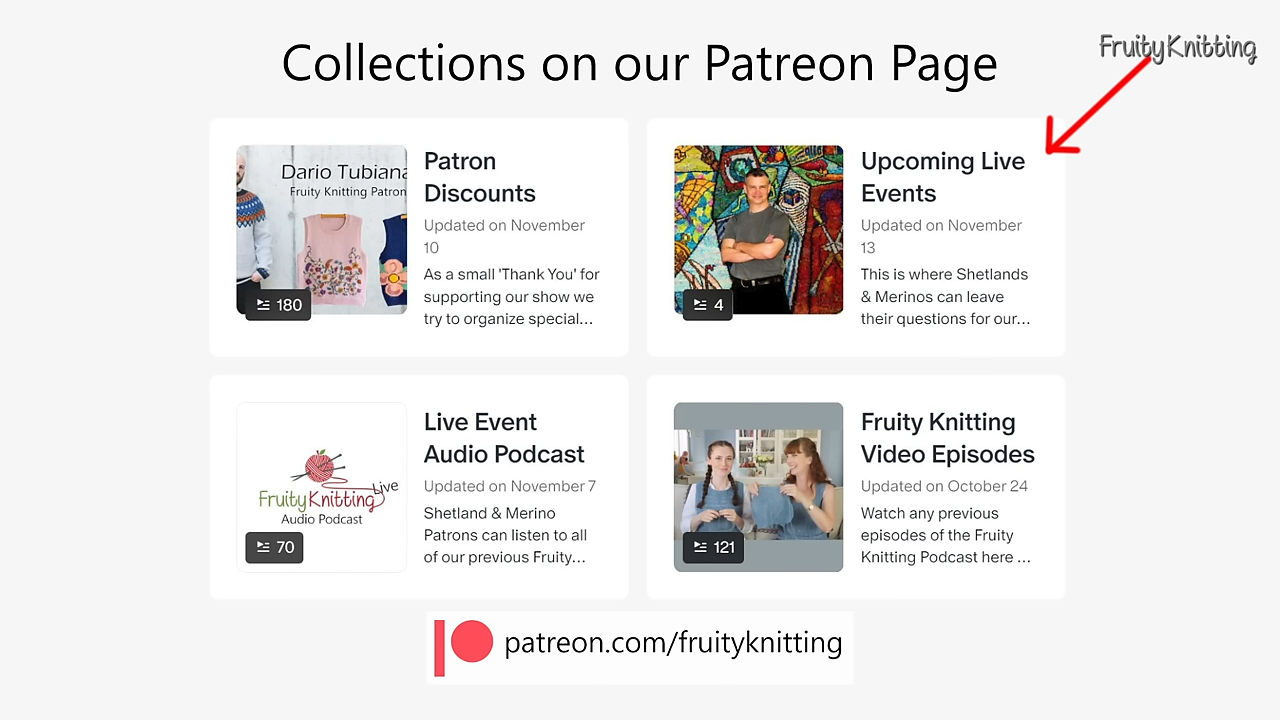 Collections on our Patreon Page
FruityKnitting
Patron
Discounts
Updated on November
10
As a small 'Thank You' for
supporting our show we
try to organize special...
Dario Tubiana
Fruity Knitting Patron
180
Upcoming Live
Events
Updated on November
13
This is where Shetlands
& Merinos can leave
their questions for our...
4
Live Event
Audio Podcast
Updated on November 7
Shetland & Merino
Patrons can listen to all
of our previous Fruity...
FruityKnitting Live
Audio Podcast
70
Fruity Knitting
Video Episodes
Updated on October 24
Watch any previous
episodes of the Fruity
Knitting Podcast here ...
121
patreon.com/fruityknitting